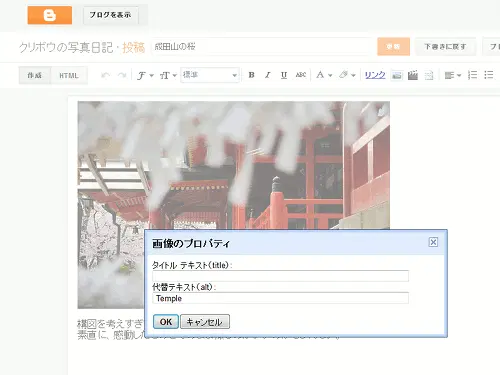 ブログを表示
クリボウの写真日記・投稿 成田山の桜 更新 下書きに戻す
作成 HTML 標準 B I U ABC A リンク
画像のプロパティ
タイトル テキスト(title):
代替テキスト(alt):
Temple
OK キャンセル
構図を考えすぎ
素直に、感動した